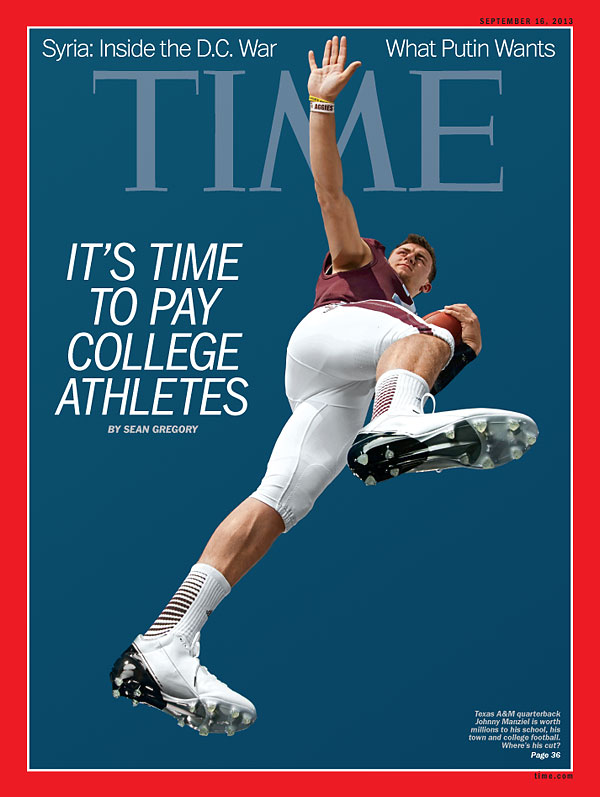 SEPTEMBER 16, 2013
Syria: Inside the D.C. War
What Putin Wants
TIME
AGGIES
IT'S TIME
TO PAY
COLLEGE
ATHLETES
BY SEAN GREGORY
Texas A&M quarterback
Johnny Manziel is worth
millions to his school, his
town and college football.
Where's his cut?
Page 36
time.com